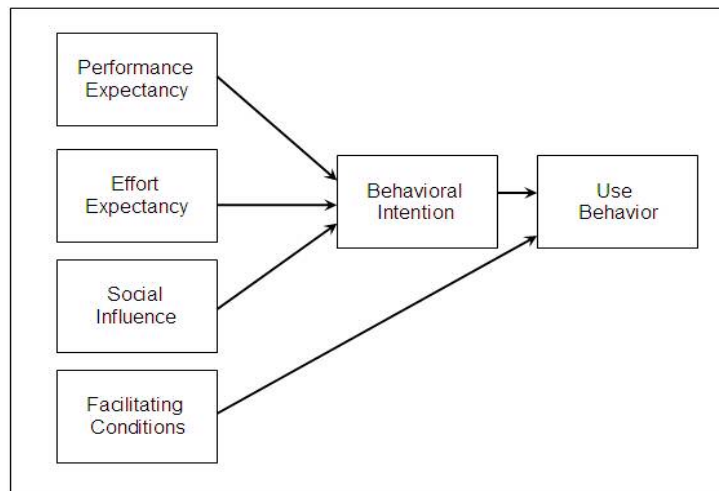 Performance
Expectancy
Effort
Expectancy
Behavioral
Intention
Use
Behavior
Social
Influence
Facilitating
Conditions